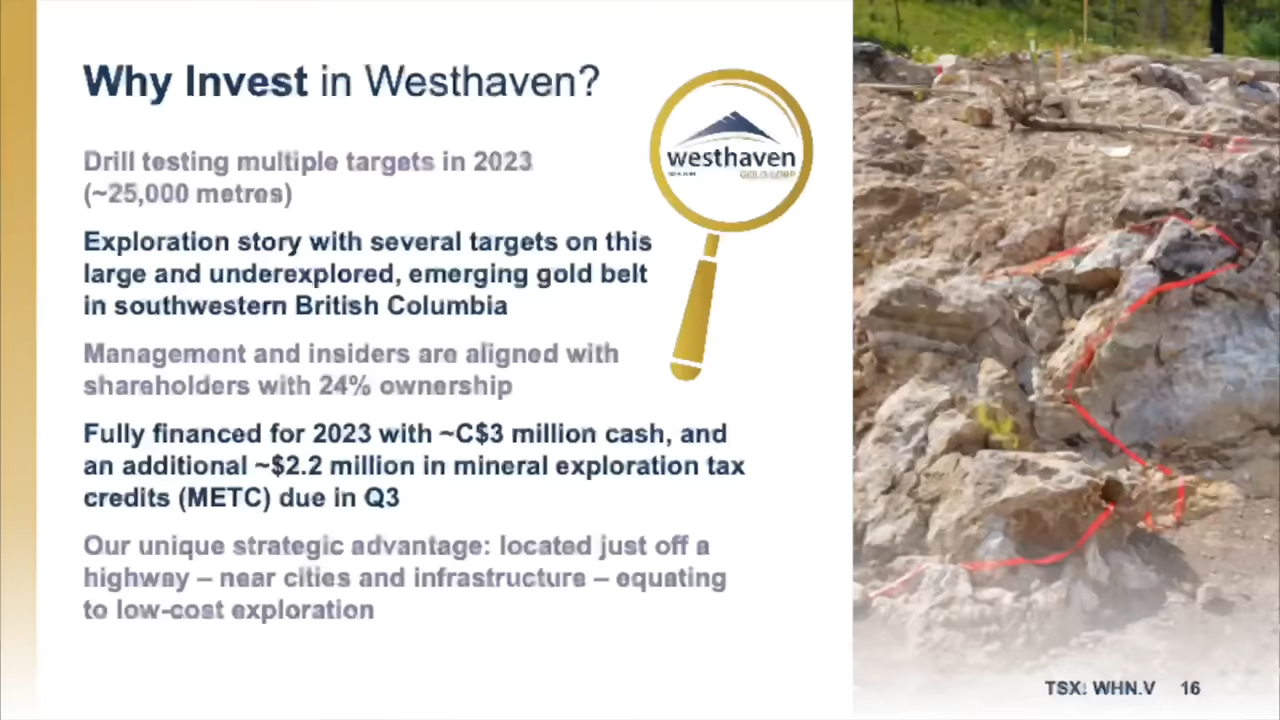 Why Invest in Westhaven?
westhaven
GOLD CORP
Drill testing multiple targets in 2023
(~25,000 metres)
Exploration story with several targets on this
large and underexplored, emerging gold belt
in southwestern British Columbia
Management and insiders are aligned with
shareholders with 24% ownership
Fully financed for 2023 with ~C$3 million cash, and
an additional ~$2.2 million in mineral exploration tax
credits (METC) due in Q3
Our unique strategic advantage: located just off a
highway – near cities and infrastructure – equating
to low-cost exploration
TSX: WHN.V 16